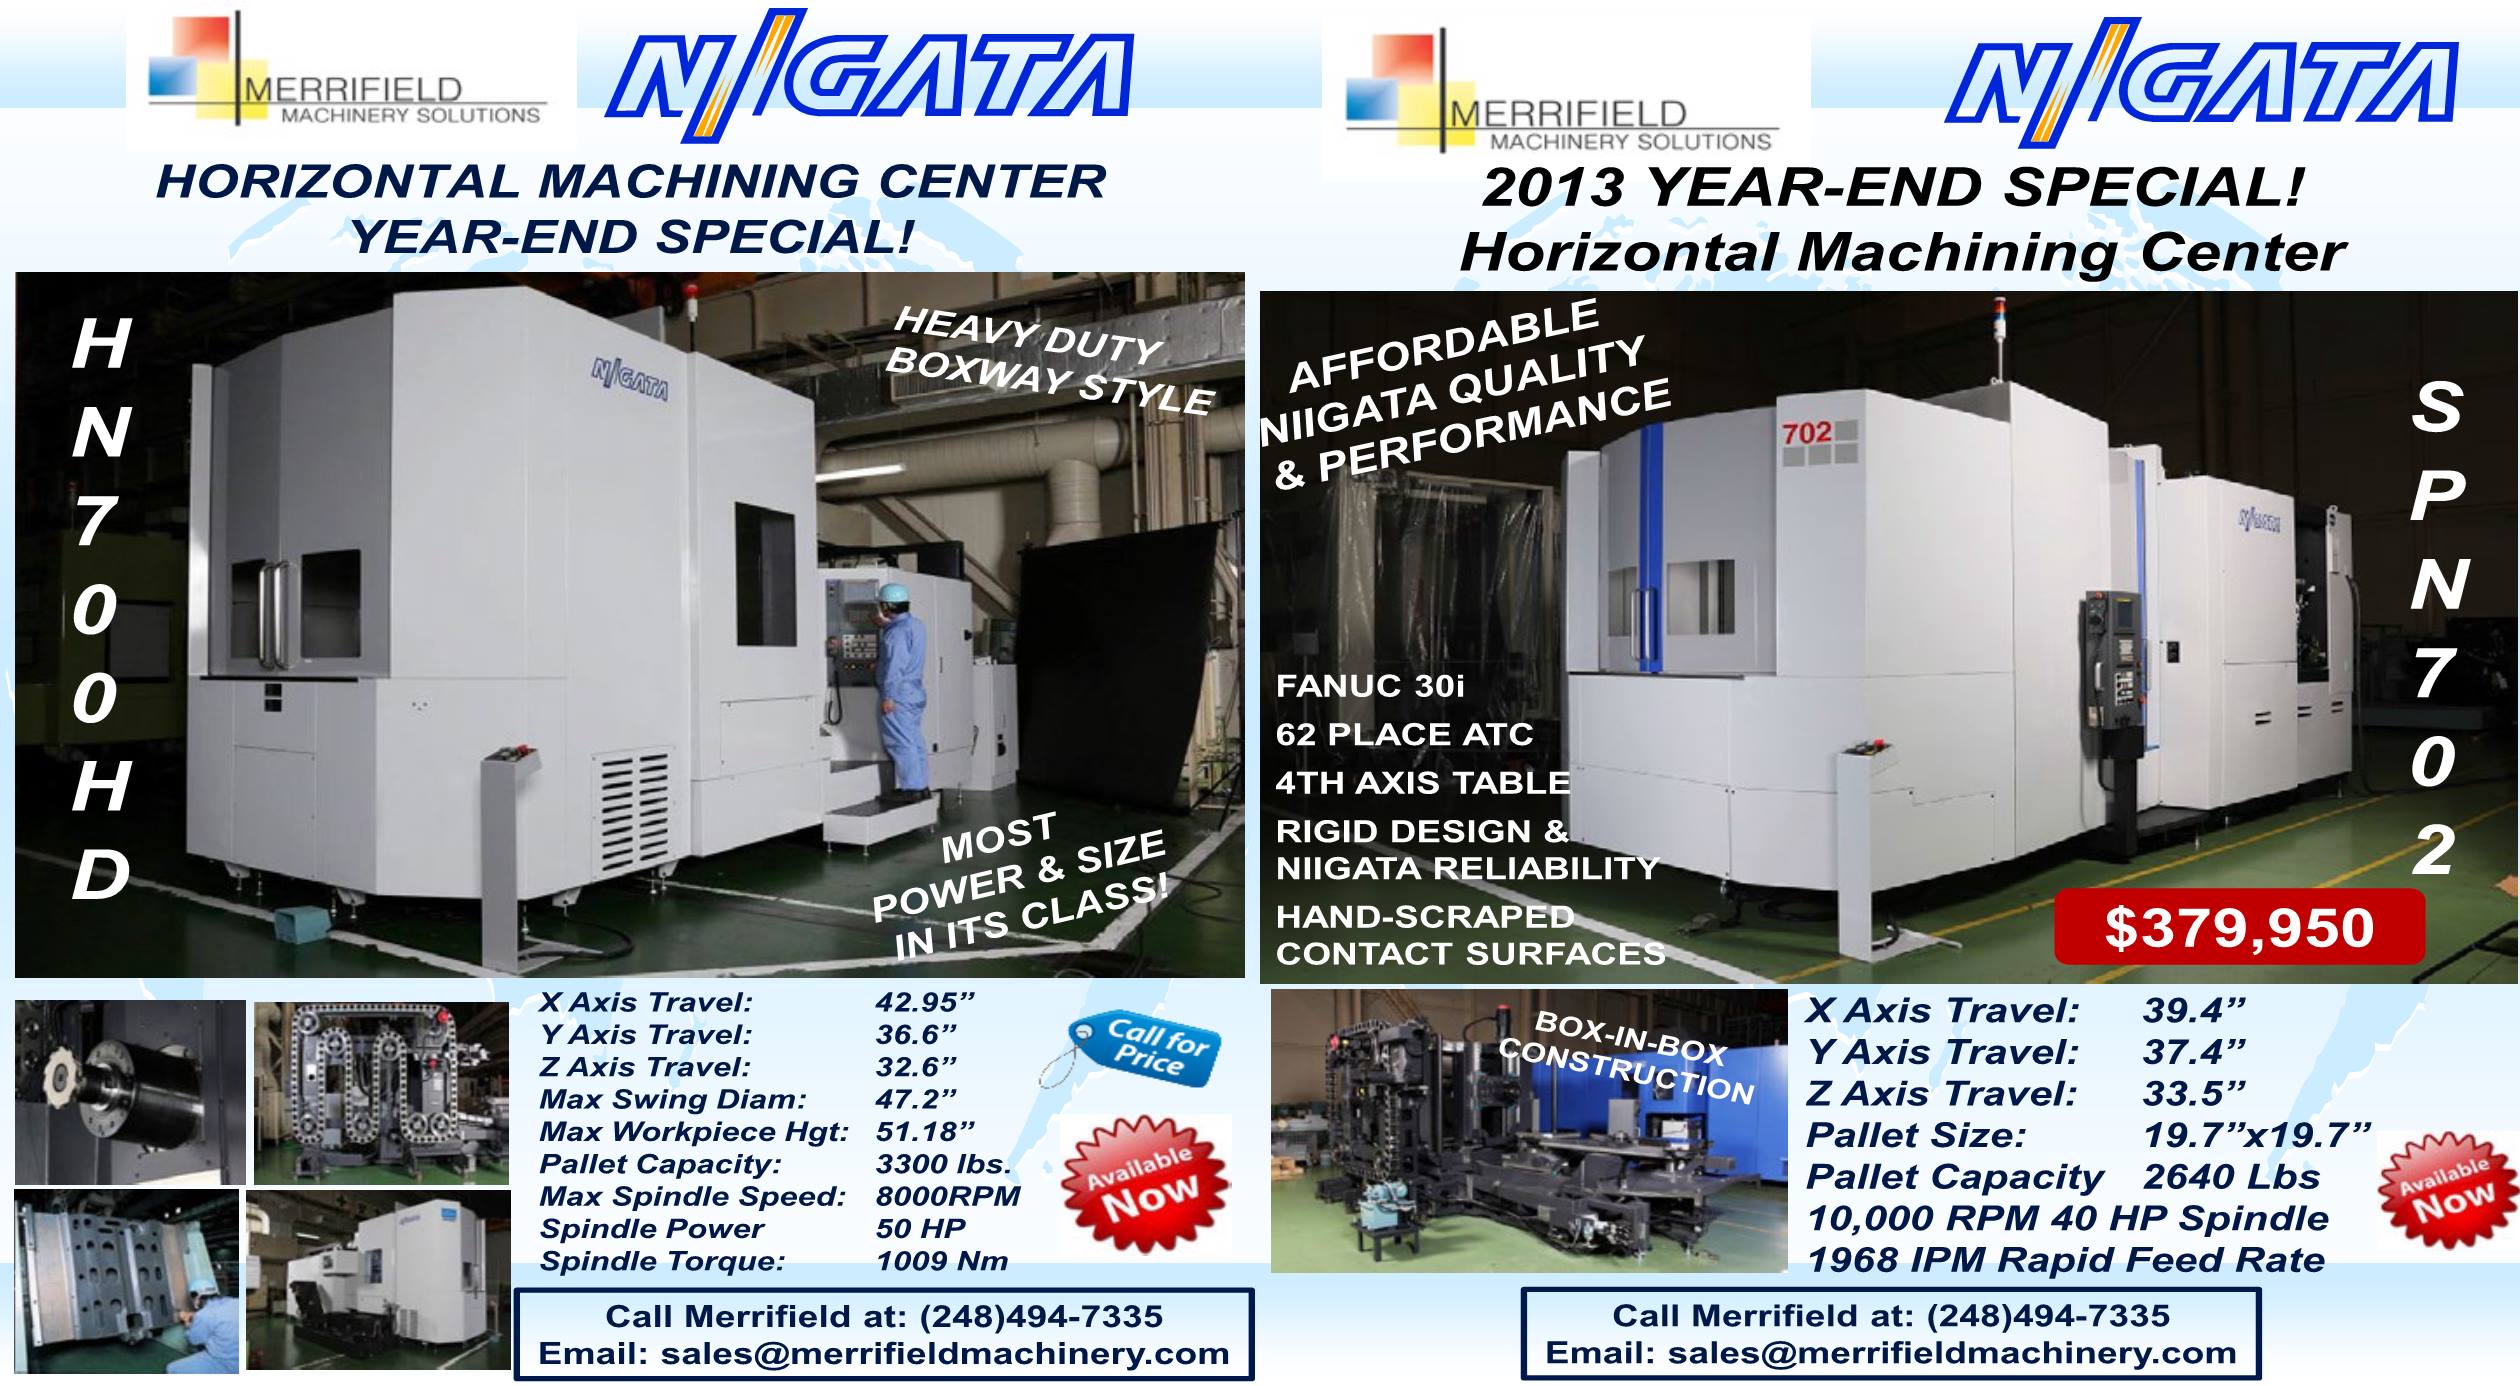 MERRIFIELD
MACHINERY SOLUTIONS
NIIGATA
HORIZONTAL MACHINING CENTER
YEAR-END SPECIAL!
H
N
7
0
0
H
D
NIIGATA
HEAVY DUTY
BOXWAY STYLE
MOST
POWER & SIZE
IN ITS CLASS!
X Axis Travel: 42.95”
Y Axis Travel: 36.6”
Z Axis Travel: 32.6”
Max Swing Diam: 47.2”
Max Workpiece Hgt: 51.18”
Pallet Capacity: 3300 lbs.
Max Spindle Speed: 8000RPM
Spindle Power 50 HP
Spindle Torque: 1009 Nm
Call for
Price
Available
Now
Call Merrifield at: (248)494-7335
Email: sales@merrifieldmachinery.com
MERRIFIELD
MACHINERY SOLUTIONS
NIIGATA
2013 YEAR-END SPECIAL!
Horizontal Machining Center
AFFORDABLE
NIIGATA QUALITY
& PERFORMANCE
702
NIIGATA
S
P
N
7
0
2
FANUC 30i
62 PLACE ATC
4TH AXIS TABLE
RIGID DESIGN &
NIIGATA RELIABILITY
HAND-SCRAPED
CONTACT SURFACES
$379,950
BOX-IN-BOX
CONSTRUCTION
X Axis Travel: 39.4”
Y Axis Travel: 37.4”
Z Axis Travel: 33.5”
Pallet Size: 19.7”x19.7”
Pallet Capacity 2640 Lbs
10,000 RPM 40 HP Spindle
1968 IPM Rapid Feed Rate
Available
Now
Call Merrifield at: (248)494-7335
Email: sales@merrifieldmachinery.com